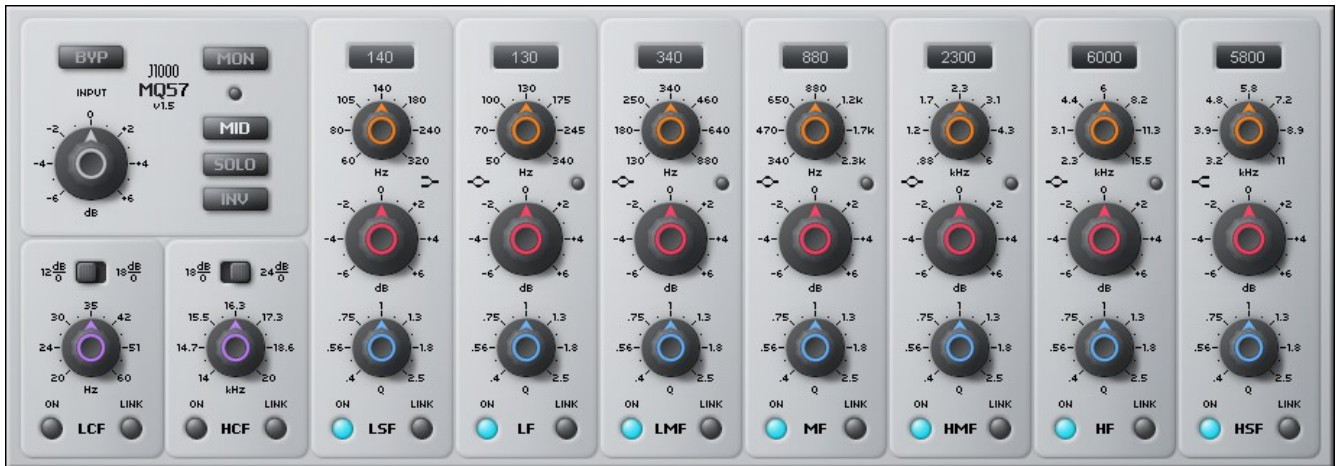 BYP
MON
J1000
MQ57
v1.5
INPUT
MID
SOLO
INV
0
-2 +2
-4 +4
-6 +6
dB
12 dB/O 18 dB/O
35
30 42
24 51
20 60
Hz
ON LINK
LCF
18 dB/O 24 dB/O
16.3
15.5 17.3
14.7 18.6
14 20
kHz
ON LINK
HCF
140
140
105 180
80 240
60 320
Hz
0
-2 +2
-4 +4
-6 +6
dB
1
.75 1.3
.56 1.8
.4 2.5
Q
ON LINK
LSF
130
130
100 175
70 245
50 340
Hz
0
-2 +2
-4 +4
-6 +6
dB
1
.75 1.3
.56 1.8
.4 2.5
Q
ON LINK
LF
340
340
250 460
180 640
130 880
Hz
0
-2 +2
-4 +4
-6 +6
dB
1
.75 1.3
.56 1.8
.4 2.5
Q
ON LINK
LMF
880
880
650 1.2k
470 1.7k
340 2.3k
Hz
0
-2 +2
-4 +4
-6 +6
dB
1
.75 1.3
.56 1.8
.4 2.5
Q
ON LINK
MF
2300
2.3
1.7 3.1
1.2 4.3
.88 6
kHz
0
-2 +2
-4 +4
-6 +6
dB
1
.75 1.3
.56 1.8
.4 2.5
Q
ON LINK
HMF
6000
6
4.4 8.2
3.1 11.3
2.3 15.5
kHz
0
-2 +2
-4 +4
-6 +6
dB
1
.75 1.3
.56 1.8
.4 2.5
Q
ON LINK
HF
5800
5.8
4.8 7.2
3.9 8.9
3.2 11
kHz
0
-2 +2
-4 +4
-6 +6
dB
1
.75 1.3
.56 1.8
.4 2.5
Q
ON LINK
HSF